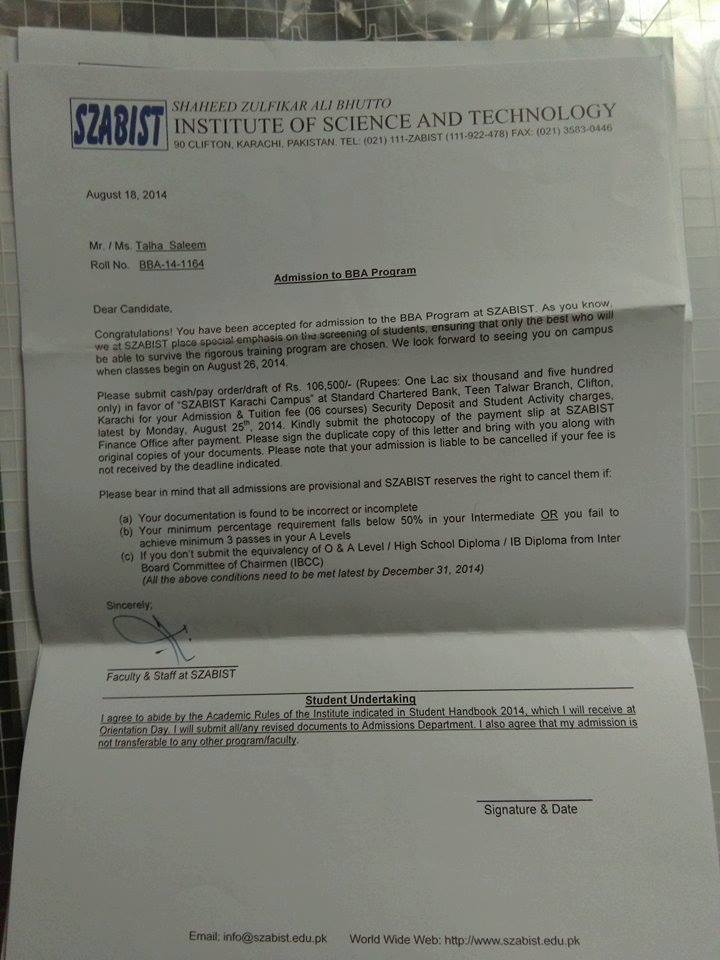 SZABIST
SHAHEED ZULFIKAR ALI BHUTTO
INSTITUTE OF SCIENCE AND TECHNOLOGY
90 CLIFTON, KARACHI, PAKISTAN. TEL: (021) 111-ZABIST (111-922-478) FAX: (021) 3583-0446
August 18, 2014
Mr. / Ms. Talha Saleem
Roll No. BBA-14-1164
Admission to BBA Program
Dear Candidate,
Congratulations! You have been accepted for admission to the BBA Program at SZABIST. As you know,
we at SZABIST place special emphasis on the screening of students, ensuring that only the best who will
be able to survive the rigorous training program are chosen. We look forward to seeing you on campus
when classes begin on August 26, 2014.
Please submit cash/pay order/draft of Rs. 106,500/- (Rupees: One Lac six thousand and five hundred
only) in favor of "SZABIST Karachi Campus" at Standard Chartered Bank, Teen Talwar Branch, Clifton,
Karachi for your Admission & Tuition fee (06 courses) Security Deposit and Student Activity charges,
latest by Monday, August 25th, 2014. Kindly submit the photocopy of the payment slip at SZABIST
Finance Office after payment. Please sign the duplicate copy of this letter and bring with you along with
original copies of your documents. Please note that your admission is liable to be cancelled if your fee is
not received by the deadline indicated.
Please bear in mind that all admissions are provisional and SZABIST reserves the right to cancel them if:
(a) Your documentation is found to be incorrect or incomplete
(b) Your minimum percentage requirement falls below 50% in your Intermediate OR you fail to
achieve minimum 3 passes in your A Levels
(c) If you don't submit the equivalency of O & A Level / High School Diploma / IB Diploma from Inter
Board Committee of Chairmen (IBCC)
(All the above conditions need to be met latest by December 31, 2014)
Sincerely,
Faculty & Staff at SZABIST
Student Undertaking
I agree to abide by the Academic Rules of the Institute indicated in Student Handbook 2014, which I will receive at
Orientation Day. I will submit all/any revised documents to Admissions Department. I also agree that my admission is
not transferable to any other program/faculty.
Signature & Date
Email: info@szabist.edu.pk World Wide Web: http://www.szabist.edu.pk